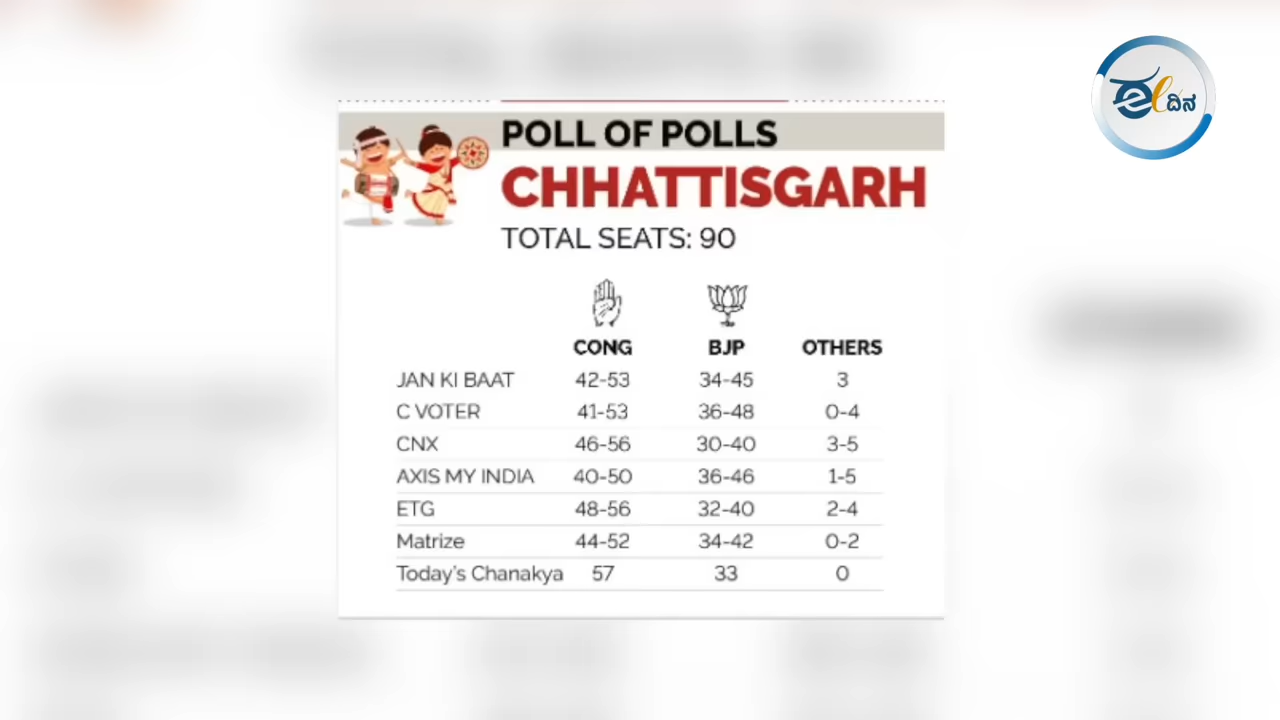 ಈ ದಿನ
POLL OF POLLS
CHHATTISGARH
TOTAL SEATS: 90
CONG BJP OTHERS
JAN KI BAAT 42-53 34-45 3
C VOTER 41-53 36-48 0-4
CNX 46-56 30-40 3-5
AXIS MY INDIA 40-50 36-46 1-5
ETG 48-56 32-40 2-4
Matrize 44-52 34-42 0-2
Today's Chanakya 57 33 0